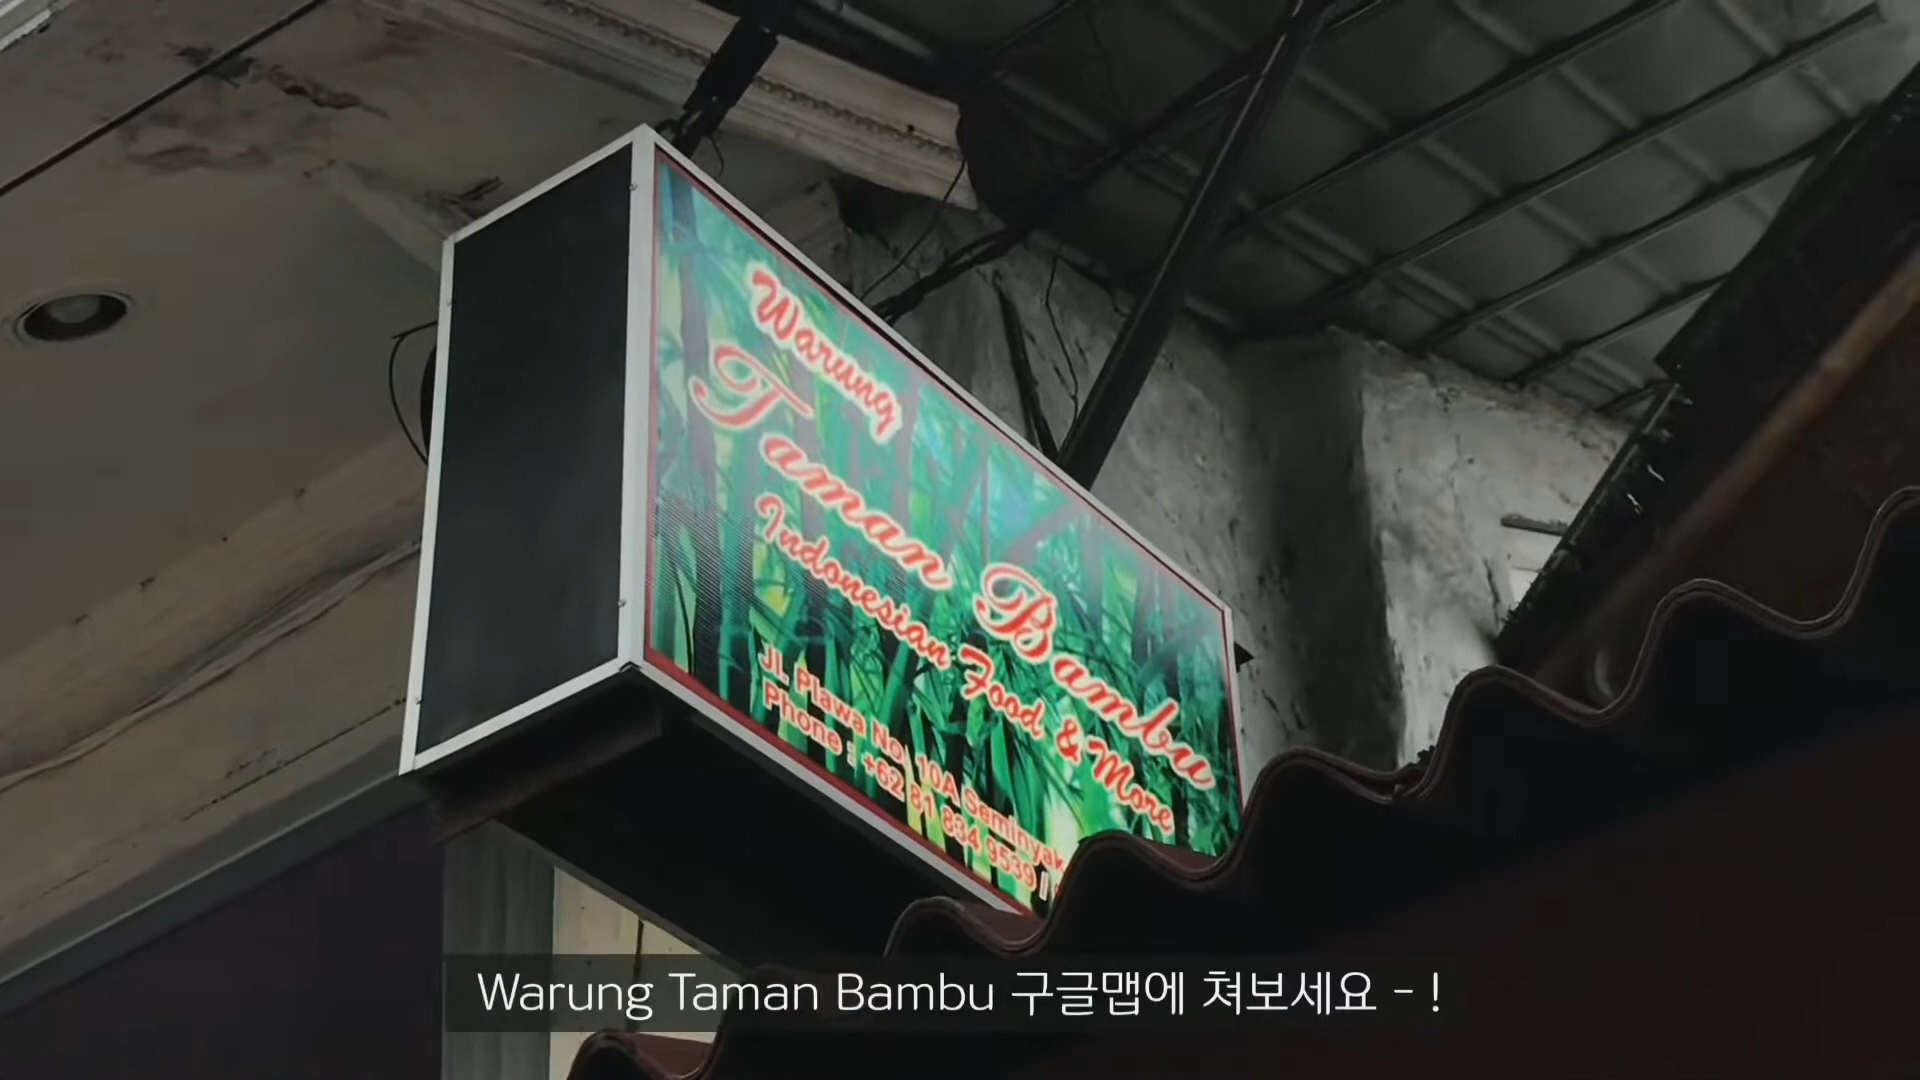 Warung
Taman Bambu
Indonesian Food & More
Jl. Plawa No. 10A Seminyak
Phone : +62 81 834 9539 /
Warung Taman Bambu 구글맵에 쳐보세요 - !